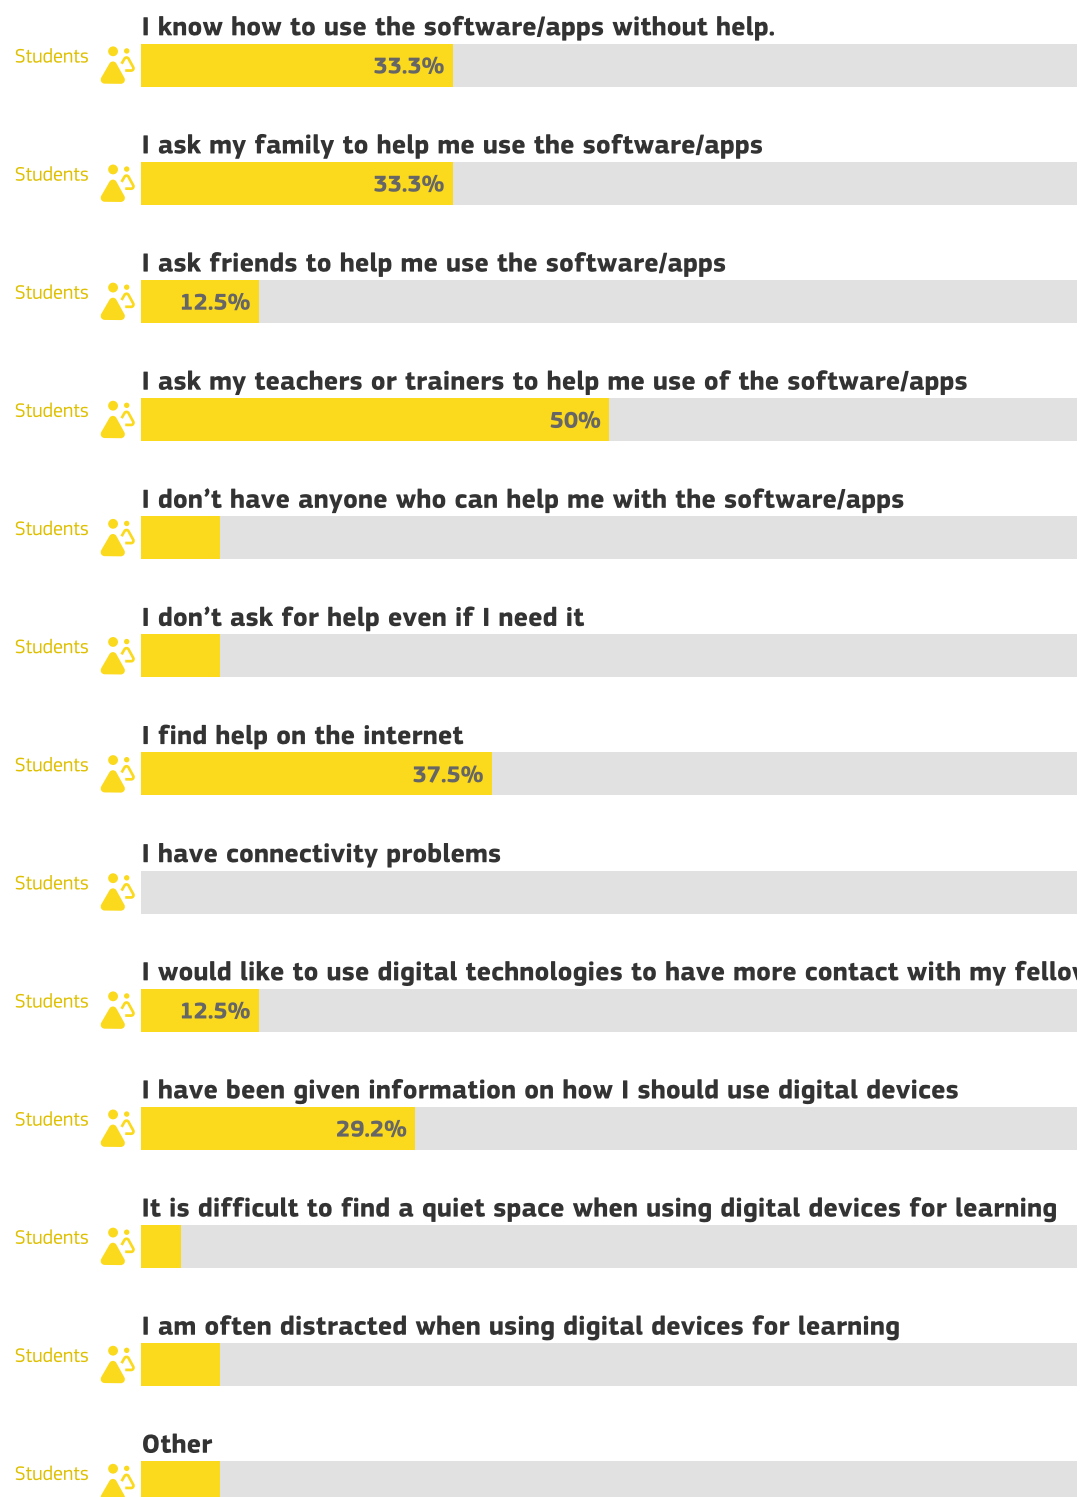 I know how to use the software/apps without help.
Students
33.3%
I ask my family to help me use the software/apps
Students
33.3%
I ask friends to help me use the software/apps
Students
12.5%
I ask my teachers or trainers to help me use of the software/apps
Students
50%
I don’t have anyone who can help me with the software/apps
Students
I don’t ask for help even if I need it
Students
I find help on the internet
Students
37.5%
I have connectivity problems
Students
I would like to use digital technologies to have more contact with my
Students
12.5%
I have been given information on how I should use digital devices
Students
29.2%
It is difficult to find a quiet space when using digital devices for learning
Students
I am often distracted when using digital devices for learning
Students
Other
Students